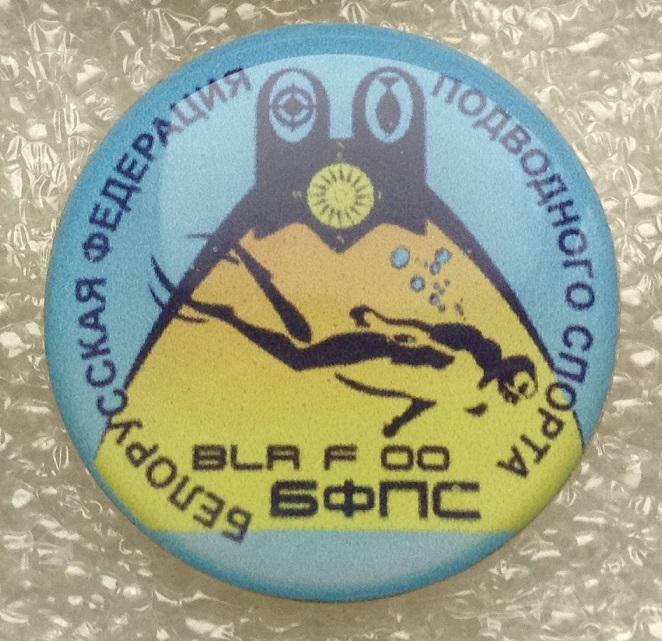 БЕЛОРУССКАЯ ФЕДЕРАЦИЯ ПОДВОДНОГО СПОРТА
BLR F 00
БФПС